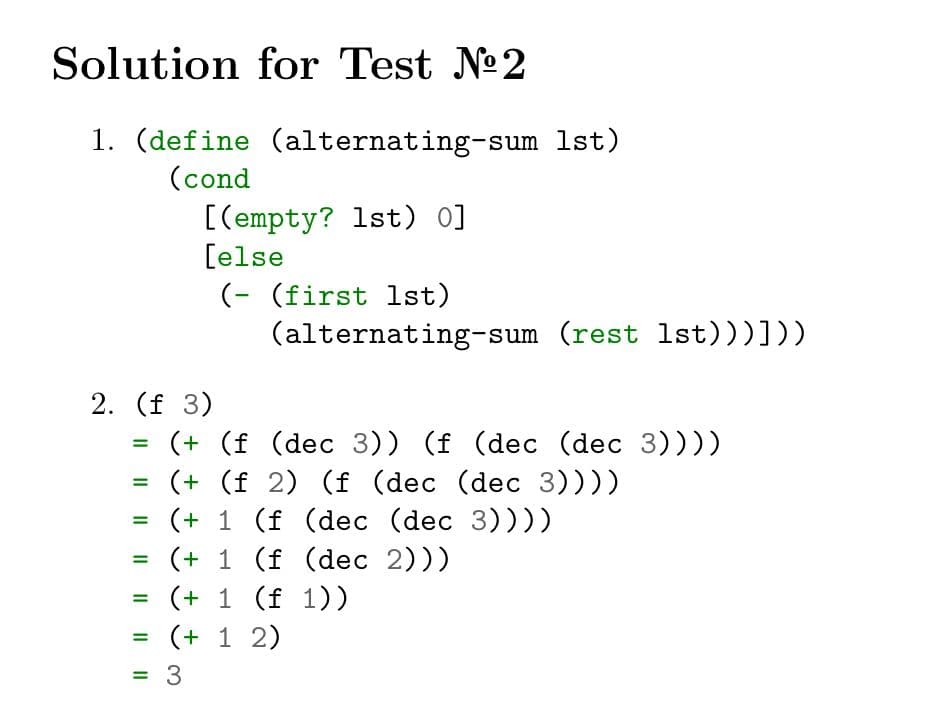 Solution for Test №2
1. (define (alternating-sum lst)
(cond
[(empty? lst) 0]
[else
(- (first lst)
(alternating-sum (rest lst)))]))
2. (f 3)
= (+ (f (dec 3)) (f (dec (dec 3))))
= (+ (f 2) (f (dec (dec 3))))
= (+ 1 (f (dec (dec 3))))
= (+ 1 (f (dec 2)))
= (+ 1 (f 1))
= (+ 1 2)
= 3